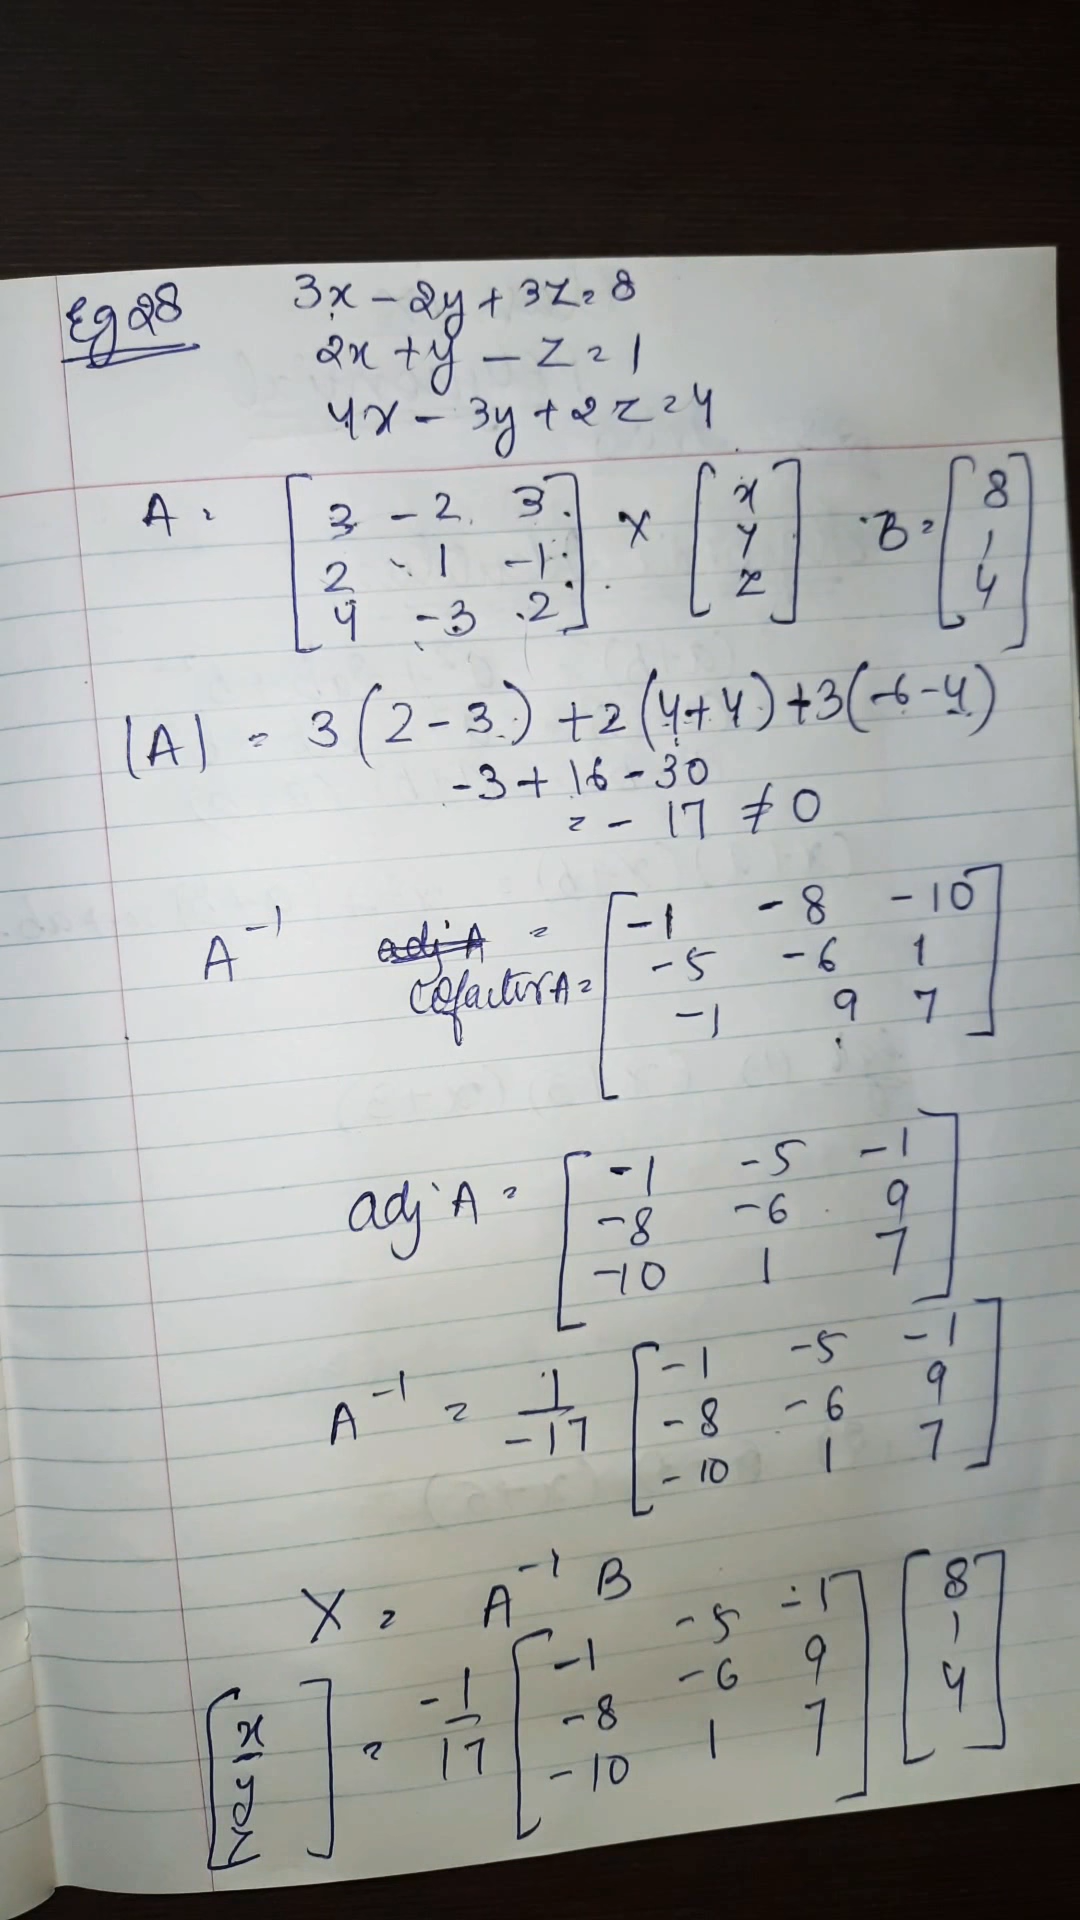 Eg 28 3x - 2y + 3z = 8
2x + y - z = 1
4x - 3y + 2z = 4
A = [ 3 -2 3 ] X [ x ] B = [ 8 ]
2 1 -1 y 1
4 -3 2 z 4
|A| = 3(2-3) + 2(4+4) + 3(-6-4)
-3 + 16 - 30
= - 17 ≠ 0
A⁻¹ adj A = [ -1 -8 -10 ]
cofactor A = -5 -6 1
-1 9 7
adj A = [ -1 -5 -1 ]
-8 -6 9
-10 1 7
A⁻¹ = 1/-17 [ -1 -5 -1 ]
-8 -6 9
-10 1 7
X = A⁻¹ B
[ x ] = -1/17 [ -1 -5 -1 ] [ 8 ]
y -8 -6 9 1
z -10 1 7 4